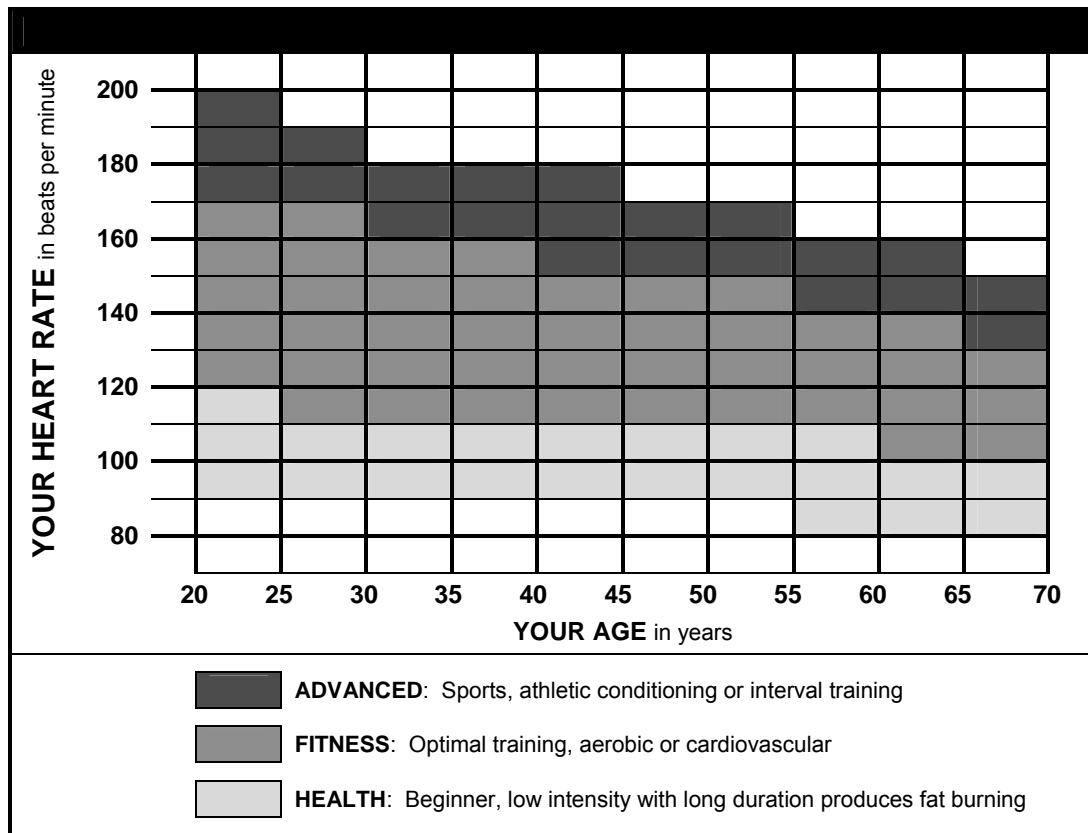 YOUR HEART RATE in beats per minute
200
180
160
140
120
100
80
20 25 30 35 40 45 50 55 60 65 70
YOUR AGE in years
ADVANCED: Sports, athletic conditioning or interval training
FITNESS: Optimal training, aerobic or cardiovascular
HEALTH: Beginner, low intensity with long duration produces fat burning